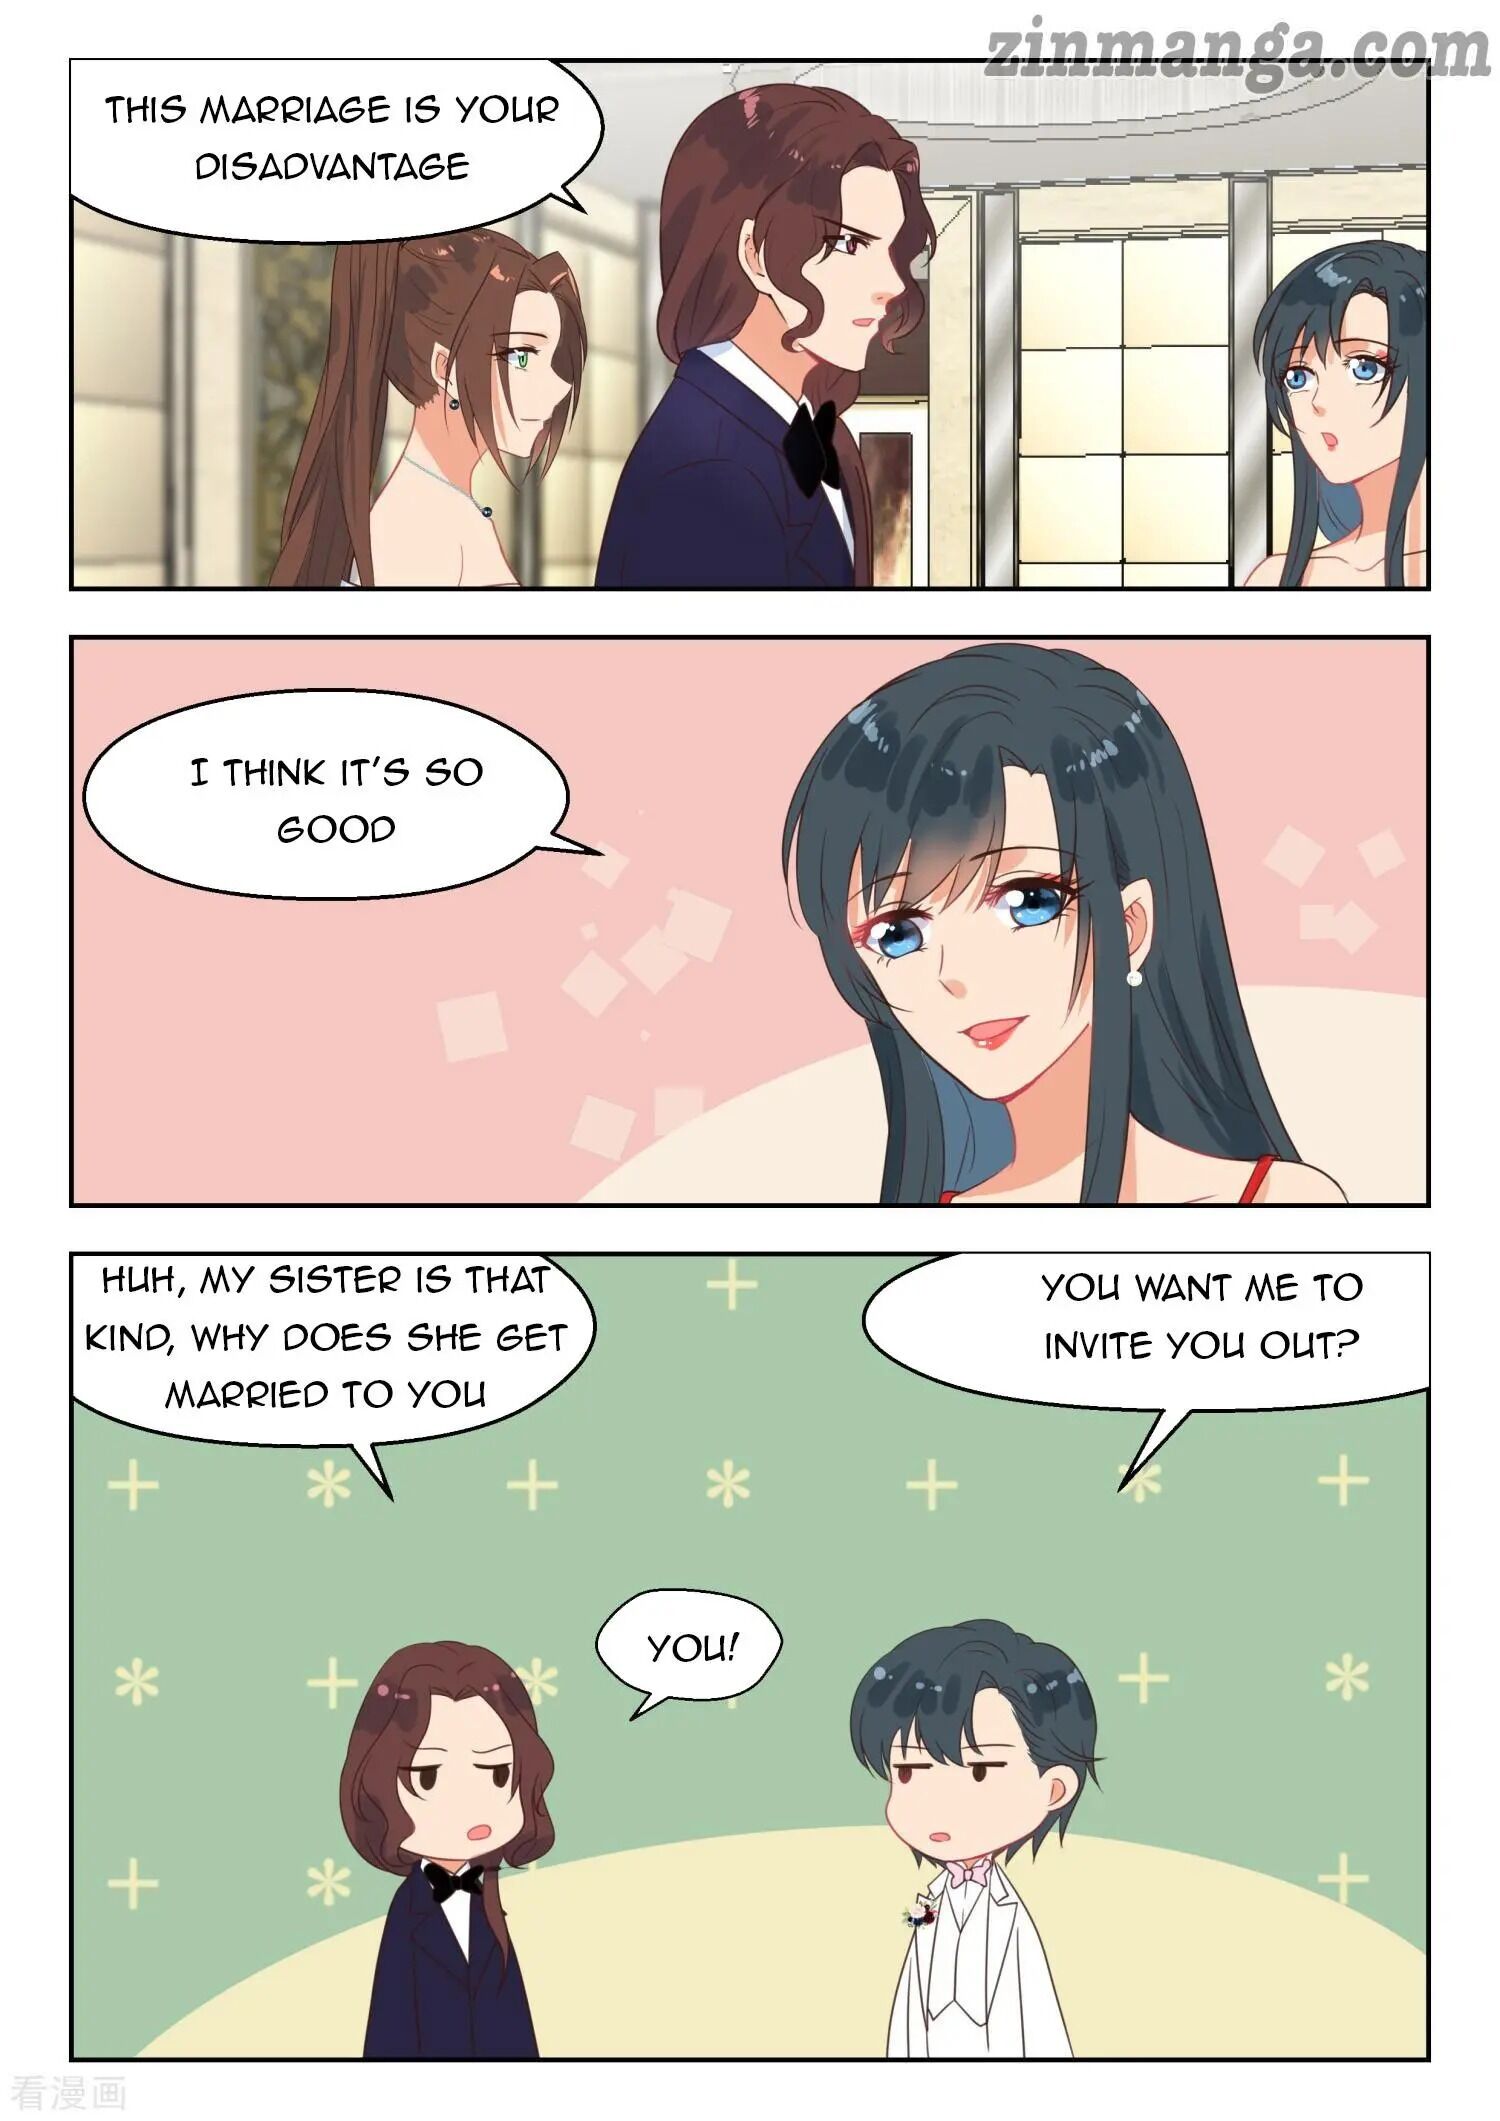 zinmanga.com
THIS MARRIAGE IS YOUR
DISADVANTAGE
I THINK IT'S SO
GOOD
HUH, MY SISTER IS THAT
KIND, WHY DOES SHE GET
MARRIED TO YOU
YOU WANT ME TO
INVITE YOU OUT?
YOU!
看漫画